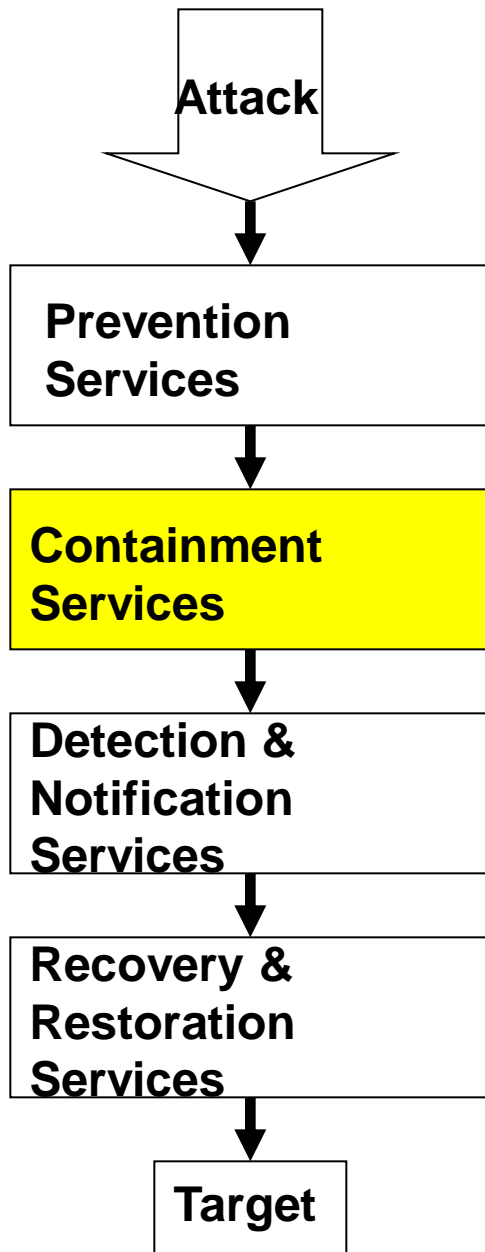 Attack
Prevention
Services
Containment
Services
Detection &
Notification
Services
Recovery &
Restoration
Services
Target